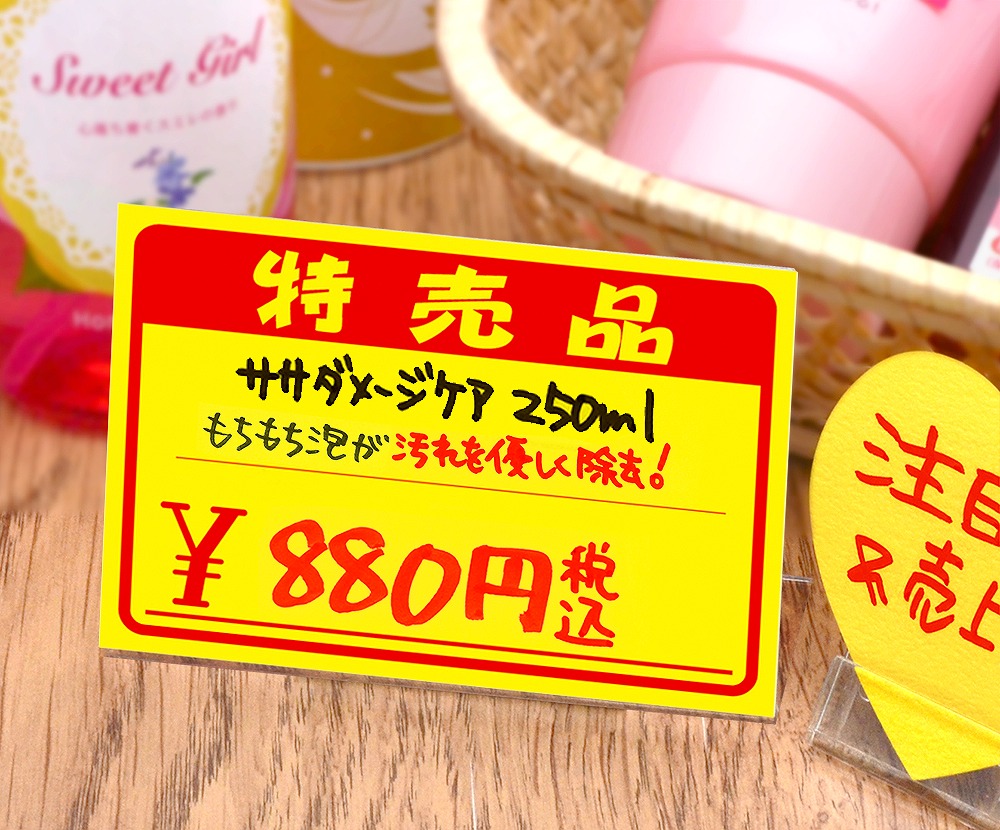 Sweet Girl
特売品
ササダメージケア 250ml
もちもち泡が汚れを優しく除去!
¥ 880円 税込
注目
売上